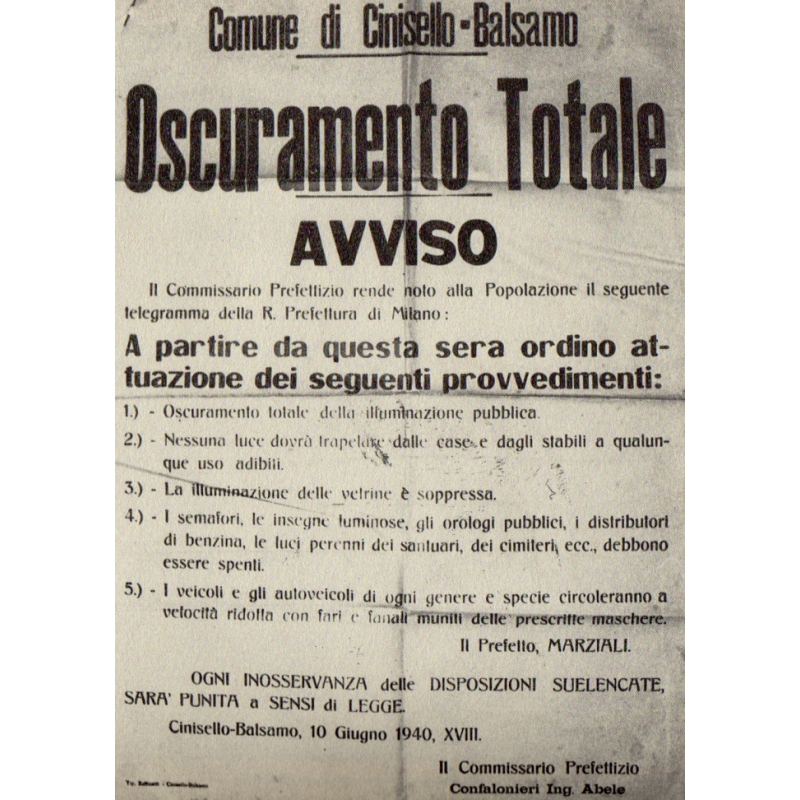 Comune di Cinisello-Balsamo
Oscuramento Totale
AVVISO
Il Commissario Prefettizio rende noto alla Popolazione il seguente
telegramma della R. Prefettura di Milano:
A partire da questa sera ordino at-
tuazione dei seguenti provvedimenti:
1.) - Oscuramento totale della illuminazione pubblica.
2.) - Nessuna luce dovrà trapelare dalle case e dagli stabili a qualun-
que uso adibili.
3.) - La illuminazione delle vetrine è soppressa.
4.) - I semafori, le insegne luminose, gli orologi pubblici, i distributori
di benzina, le luci perenni dei santuari, dei cimiteri, ecc., debbono
essere spenti.
5.) - I veicoli e gli autoveicoli di ogni genere e specie circoleranno a
velocità ridotta con fari e fanali muniti delle prescritte maschere.
Il Prefetto, MARZIALI.
OGNI INOSSERVANZA delle DISPOSIZIONI SUELENCATE,
SARA' PUNITA a SENSI di LEGGE.
Cinisello-Balsamo, 10 Giugno 1940, XVIII.
Il Commissario Prefettizio
Confalonieri Ing. Abele
Tip. - Cinisello-Balsamo